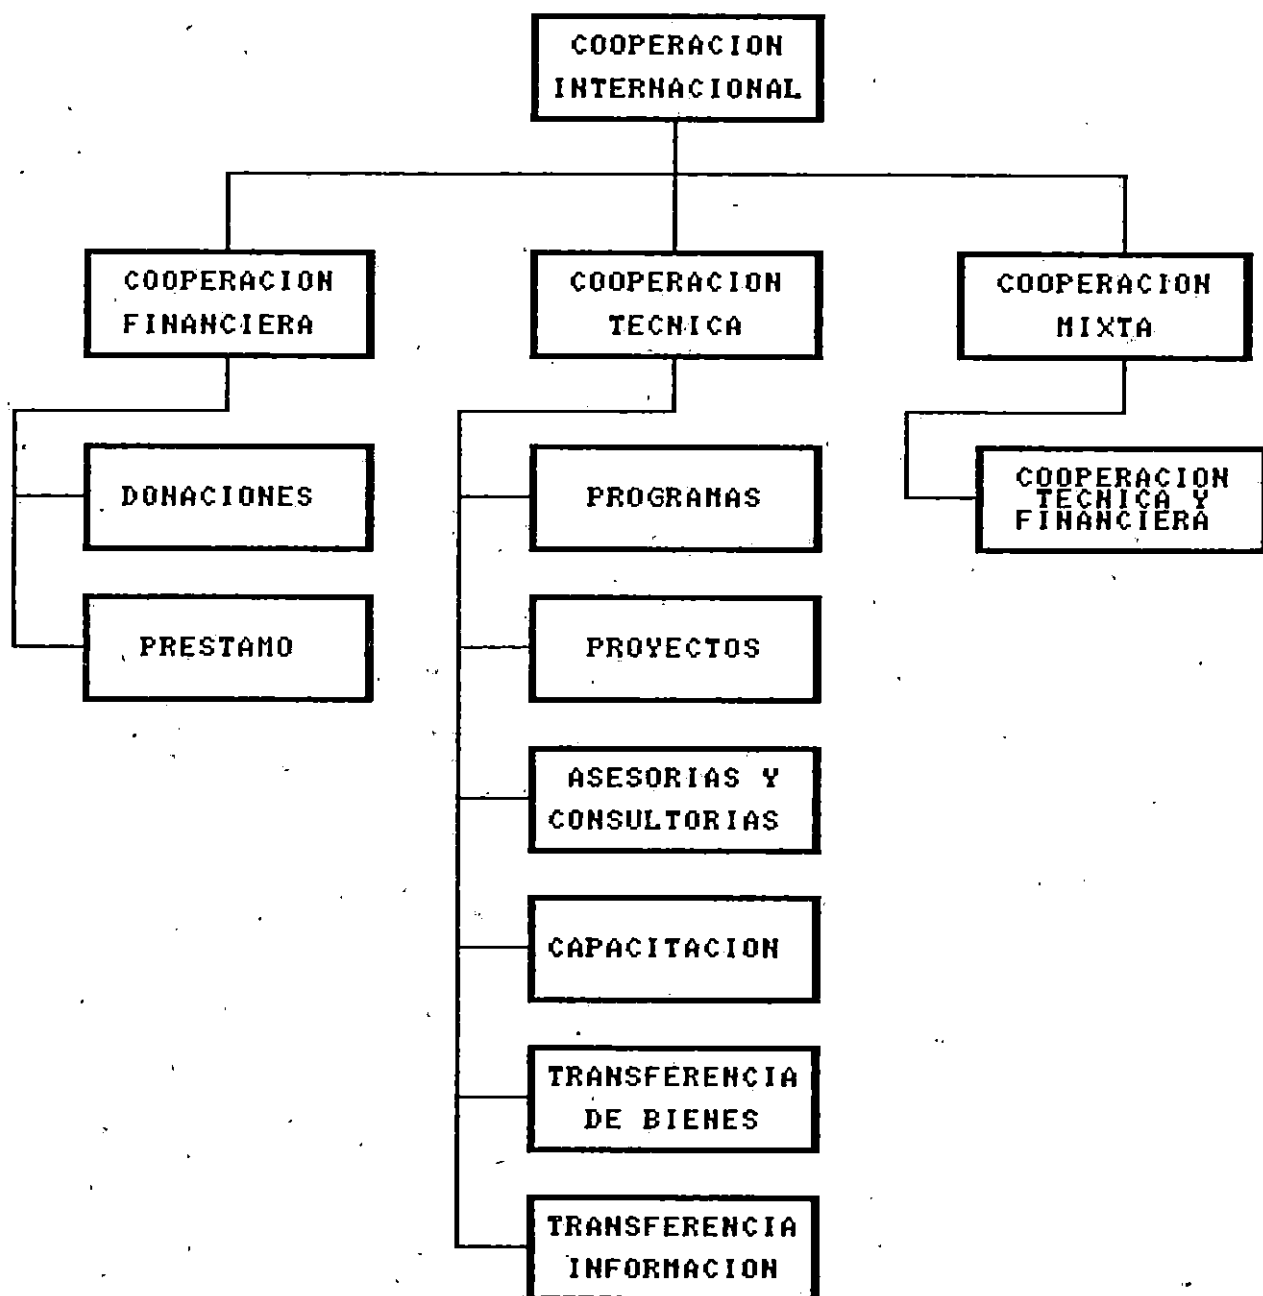 COOPERACION
INTERNACIONAL
COOPERACION
FINANCIERA
COOPERACION
TECNICA
COOPERACION
MIXTA
DONACIONES
PRESTAMO
PROGRAMAS
PROYECTOS
ASESORIAS Y
CONSULTORIAS
CAPACITACION
TRANSFERENCIA
DE BIENES
TRANSFERENCIA
INFORMACION
COOPERACION
TECNICA Y
FINANCIERA